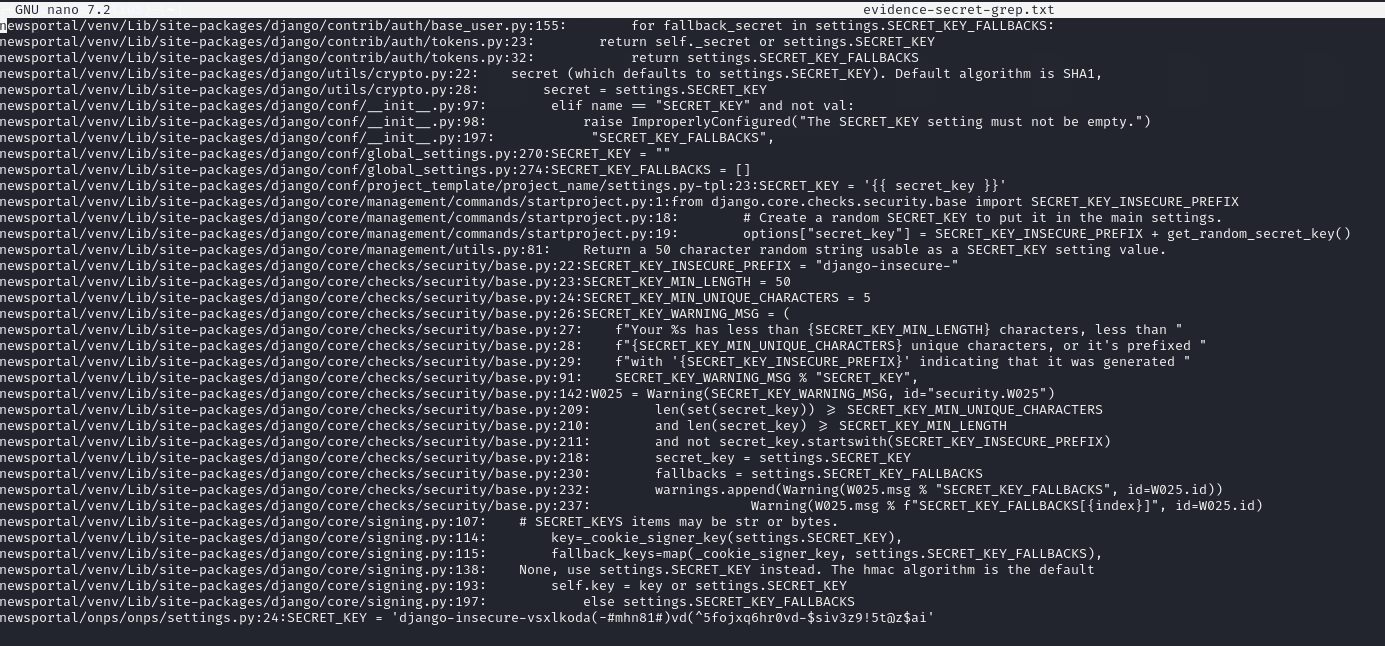 GNU nano 7.2 evidence-secret-grep.txt
newsportal/venv/Lib/site-packages/django/contrib/auth/base_user.py:155:        for fallback_secret in settings.SECRET_KEY_FALLBACKS:
newsportal/venv/Lib/site-packages/django/contrib/auth/tokens.py:23:        return self._secret or settings.SECRET_KEY
newsportal/venv/Lib/site-packages/django/contrib/auth/tokens.py:32:            return settings.SECRET_KEY_FALLBACKS
newsportal/venv/Lib/site-packages/django/utils/crypto.py:22:    secret (which defaults to settings.SECRET_KEY). Default algorithm is SHA1,
newsportal/venv/Lib/site-packages/django/utils/crypto.py:28:        secret = settings.SECRET_KEY
newsportal/venv/Lib/site-packages/django/conf/__init__.py:97:        elif name == "SECRET_KEY" and not val:
newsportal/venv/Lib/site-packages/django/conf/__init__.py:98:            raise ImproperlyConfigured("The SECRET_KEY setting must not be empty.")
newsportal/venv/Lib/site-packages/django/conf/__init__.py:197:            "SECRET_KEY_FALLBACKS",
newsportal/venv/Lib/site-packages/django/conf/global_settings.py:270:SECRET_KEY = ""
newsportal/venv/Lib/site-packages/django/conf/global_settings.py:274:SECRET_KEY_FALLBACKS = []
newsportal/venv/Lib/site-packages/django/conf/project_template/project_name/settings.py-tpl:23:SECRET_KEY = '{{ secret_key }}'
newsportal/venv/Lib/site-packages/django/core/management/commands/startproject.py:1:from django.core.checks.security.base import SECRET_KEY_INSECURE_PREFIX
newsportal/venv/Lib/site-packages/django/core/management/commands/startproject.py:18:        # Create a random SECRET_KEY to put it in the main settings.
newsportal/venv/Lib/site-packages/django/core/management/commands/startproject.py:19:        options["secret_key"] = SECRET_KEY_INSECURE_PREFIX + get_random_secret_key()
newsportal/venv/Lib/site-packages/django/core/management/utils.py:81:    Return a 50 character random string usable as a SECRET_KEY setting value.
newsportal/venv/Lib/site-packages/django/core/checks/security/base.py:22:SECRET_KEY_INSECURE_PREFIX = "django-insecure-"
newsportal/venv/Lib/site-packages/django/core/checks/security/base.py:23:SECRET_KEY_MIN_LENGTH = 50
newsportal/venv/Lib/site-packages/django/core/checks/security/base.py:24:SECRET_KEY_MIN_UNIQUE_CHARACTERS = 5
newsportal/venv/Lib/site-packages/django/core/checks/security/base.py:26:SECRET_KEY_WARNING_MSG = (
newsportal/venv/Lib/site-packages/django/core/checks/security/base.py:27:    f"Your %s has less than {SECRET_KEY_MIN_LENGTH} characters, less than "
newsportal/venv/Lib/site-packages/django/core/checks/security/base.py:28:    f"{SECRET_KEY_MIN_UNIQUE_CHARACTERS} unique characters, or it's prefixed "
newsportal/venv/Lib/site-packages/django/core/checks/security/base.py:29:    f"with '{SECRET_KEY_INSECURE_PREFIX}' indicating that it was generated "
newsportal/venv/Lib/site-packages/django/core/checks/security/base.py:91:    SECRET_KEY_WARNING_MSG % "SECRET_KEY",
newsportal/venv/Lib/site-packages/django/core/checks/security/base.py:142:W025 = Warning(SECRET_KEY_WARNING_MSG, id="security.W025")
newsportal/venv/Lib/site-packages/django/core/checks/security/base.py:209:        len(set(secret_key)) >= SECRET_KEY_MIN_UNIQUE_CHARACTERS
newsportal/venv/Lib/site-packages/django/core/checks/security/base.py:210:        and len(secret_key) >= SECRET_KEY_MIN_LENGTH
newsportal/venv/Lib/site-packages/django/core/checks/security/base.py:211:        and not secret_key.startswith(SECRET_KEY_INSECURE_PREFIX)
newsportal/venv/Lib/site-packages/django/core/checks/security/base.py:218:        secret_key = settings.SECRET_KEY
newsportal/venv/Lib/site-packages/django/core/checks/security/base.py:230:        fallbacks = settings.SECRET_KEY_FALLBACKS
newsportal/venv/Lib/site-packages/django/core/checks/security/base.py:232:        warnings.append(Warning(W025.msg % "SECRET_KEY_FALLBACKS", id=W025.id))
newsportal/venv/Lib/site-packages/django/core/checks/security/base.py:237:                    Warning(W025.msg % f"SECRET_KEY_FALLBACKS[{index}]", id=W025.id)
newsportal/venv/Lib/site-packages/django/core/signing.py:107:    # SECRET_KEYS items may be str or bytes.
newsportal/venv/Lib/site-packages/django/core/signing.py:114:        key=_cookie_signer_key(settings.SECRET_KEY),
newsportal/venv/Lib/site-packages/django/core/signing.py:115:        fallback_keys=map(_cookie_signer_key, settings.SECRET_KEY_FALLBACKS),
newsportal/venv/Lib/site-packages/django/core/signing.py:138:    None, use settings.SECRET_KEY instead. The hmac algorithm is the default
newsportal/venv/Lib/site-packages/django/core/signing.py:193:        self.key = key or settings.SECRET_KEY
newsportal/venv/Lib/site-packages/django/core/signing.py:197:            else settings.SECRET_KEY_FALLBACKS
newsportal/onps/onps/settings.py:24:SECRET_KEY = 'django-insecure-vsxlkoda(-#mhn81#)vd(^5fojxq6hr0vd-$siv3z9!5t@z$ai'